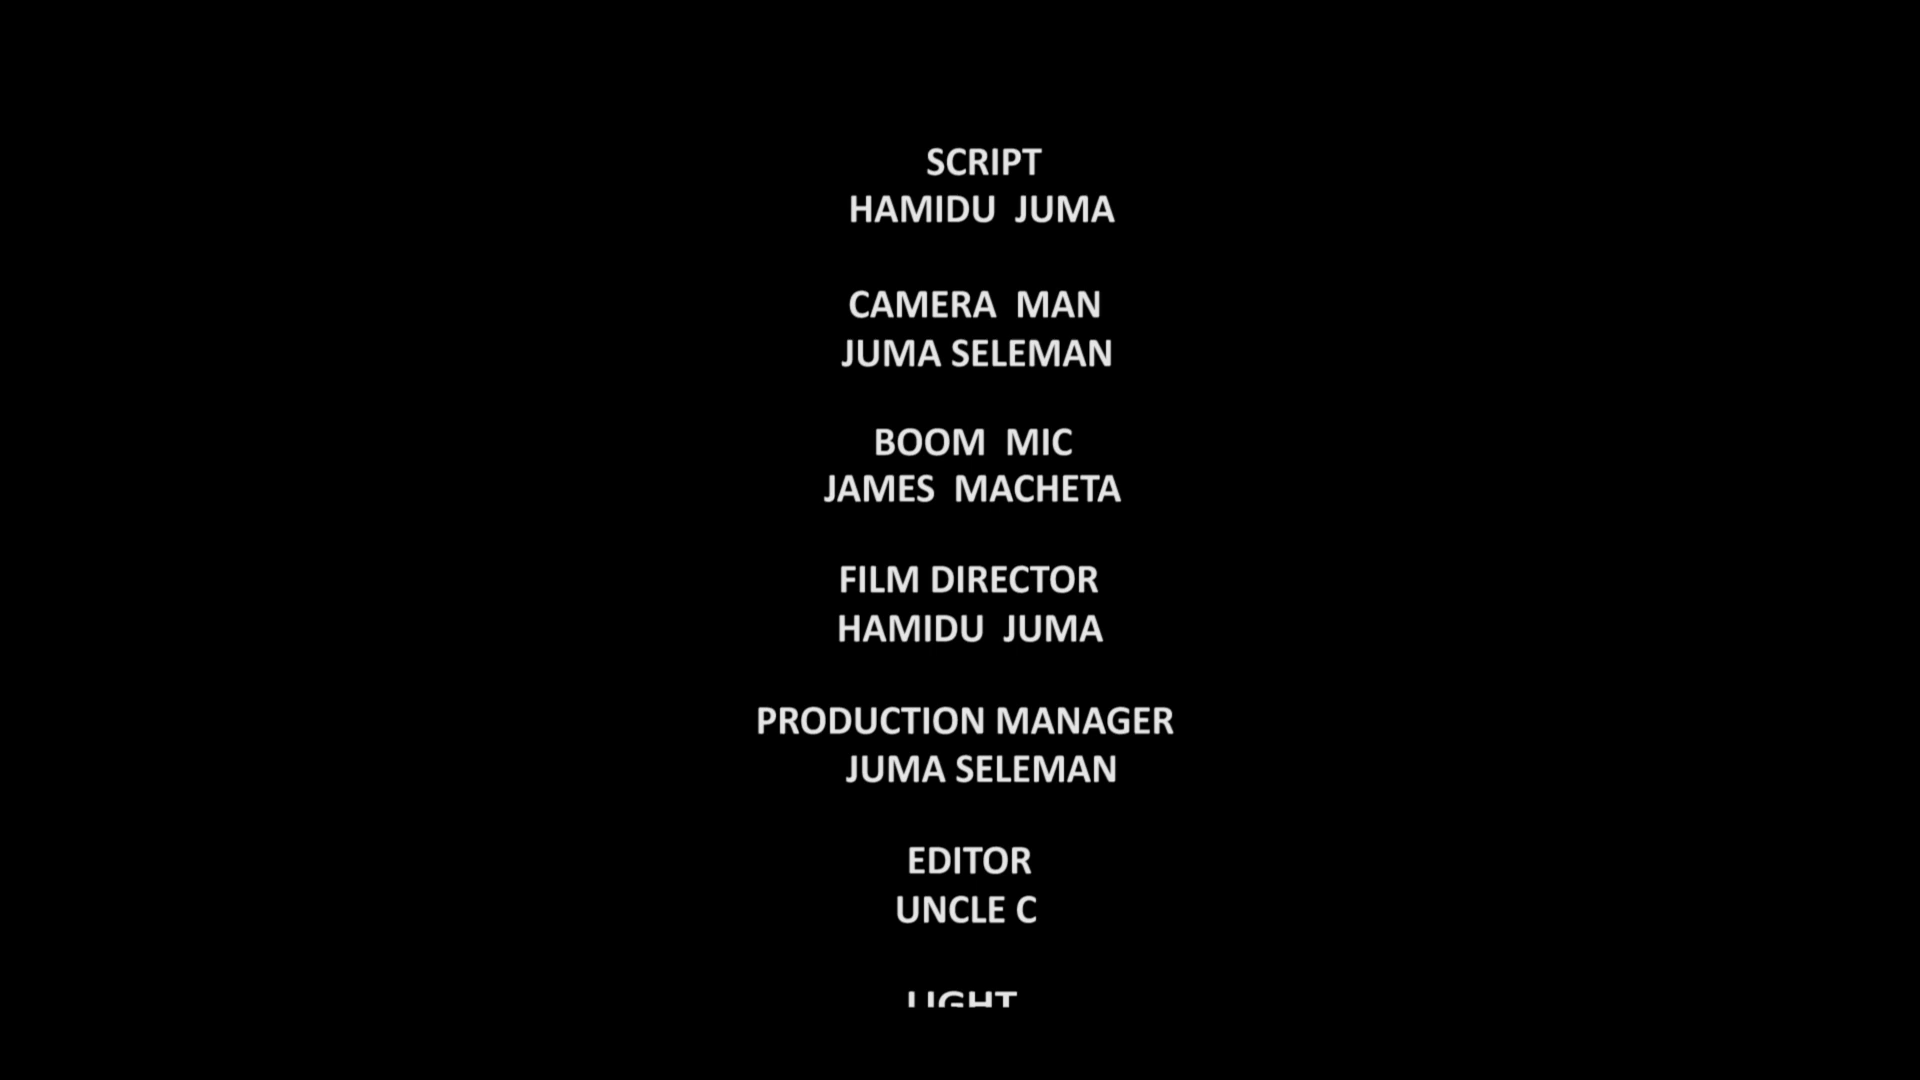 SCRIPT
HAMIDU JUMA
CAMERA MAN
JUMA SELEMAN
BOOM MIC
JAMES MACHETA
FILM DIRECTOR
HAMIDU JUMA
PRODUCTION MANAGER
JUMA SELEMAN
EDITOR
UNCLE C
LIGHT